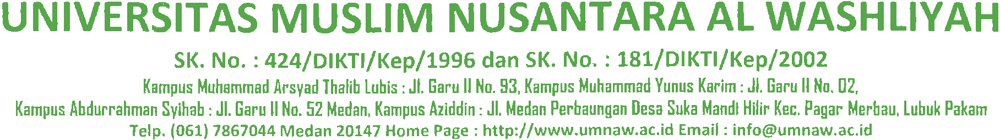 UNIVERSITAS MUSLIM NUSANTARA AL WASHLIYAH
SK. No. : 424/DIKTI/Kep/1996 dan SK. No. : 181/DIKTI/Kep/2002
Kampus Muhammad Arsyad Thalib Lubis : Jl. Garu II No. 93, Kampus Muhammad Yunus Karim : Jl. Garu II No. 02,
Kampus Abdurrahman Syihab : Jl. Garu II No. 52 Medan, Kampus Aziddin : Jl. Medan Perbaungan Desa Suka Mandi Hilir Kec. Pagar Merbau, Lubuk Pakam
Telp. (061) 7867044 Medan 20147 Home Page : http://www.umnaw.ac.id Email : info@umnaw.ac.id